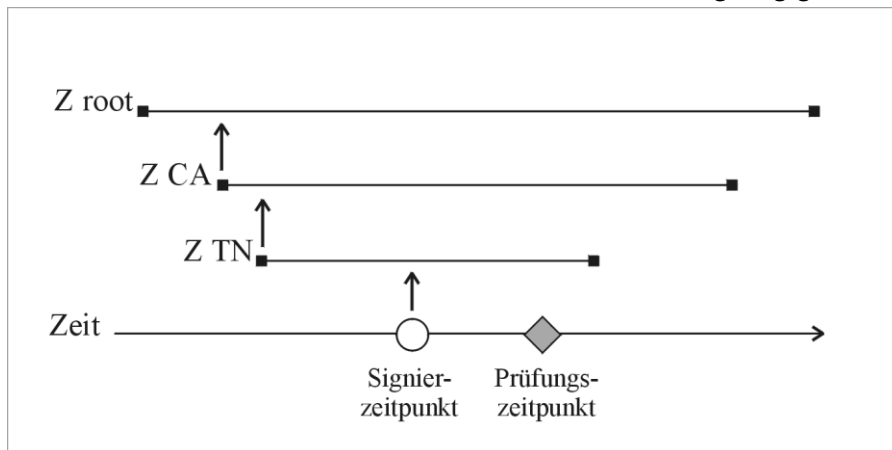 Z root
Z CA
Z TN
Zeit
Signier-
zeitpunkt
Prüfungs-
zeitpunkt